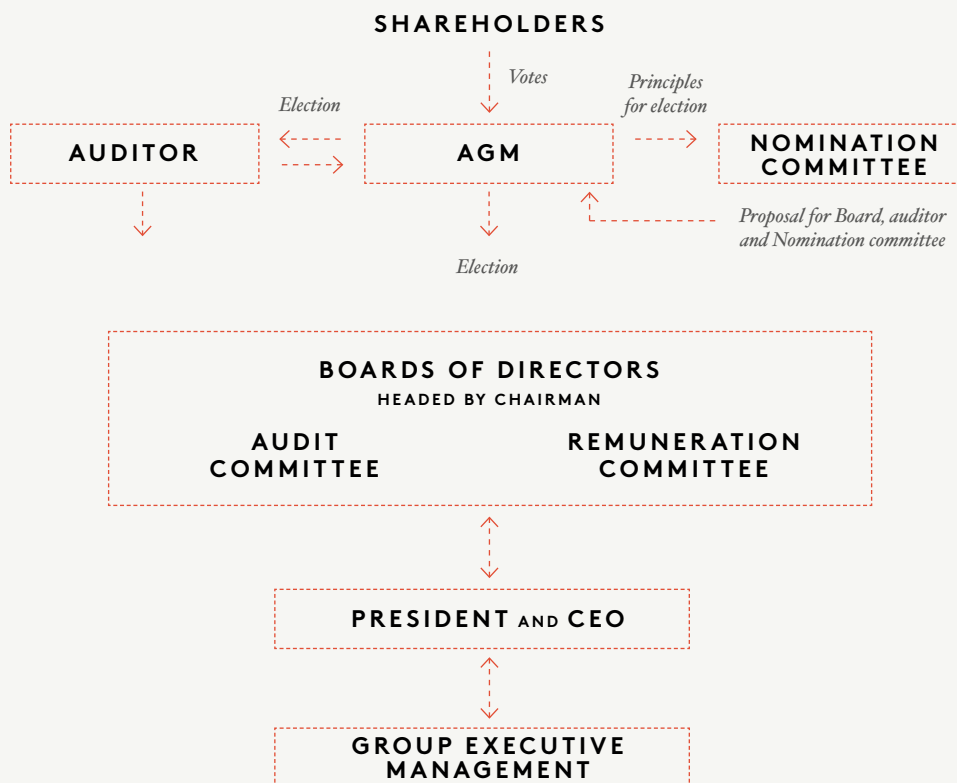 SHAREHOLDERS
Votes
Election
Principles
for election
AUDITOR
AGM
NOMINATION
COMMITTEE
Proposal for Board, auditor
and Nomination committee
Election
BOARDS OF DIRECTORS
HEADED BY CHAIRMAN
AUDIT
COMMITTEE
REMUNERATION
COMMITTEE
PRESIDENT AND CEO
GROUP EXECUTIVE
MANAGEMENT